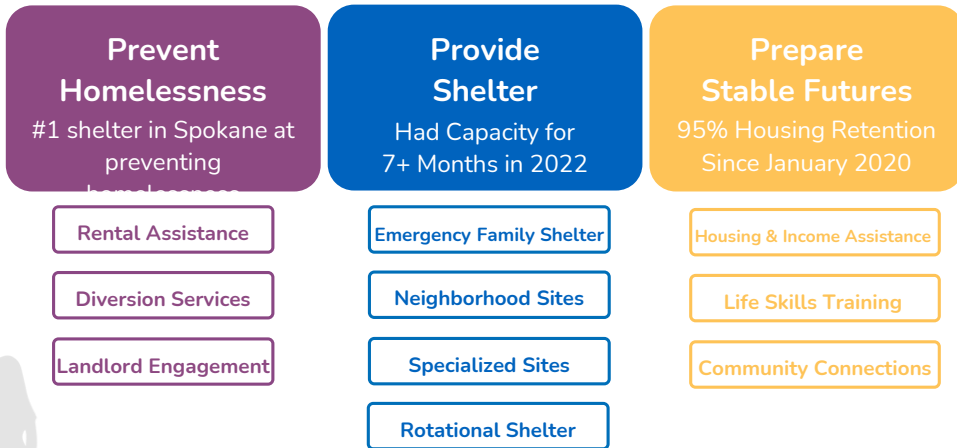 Prevent
Homelessness
#1 shelter in Spokane at
preventing
homelessness
Rental Assistance
Diversion Services
Landlord Engagement
Provide
Shelter
Had Capacity for
7+ Months in 2022
Emergency Family Shelter
Neighborhood Sites
Specialized Sites
Rotational Shelter
Prepare
Stable Futures
95% Housing Retention
Since January 2020
Housing & Income Assistance
Life Skills Training
Community Connections